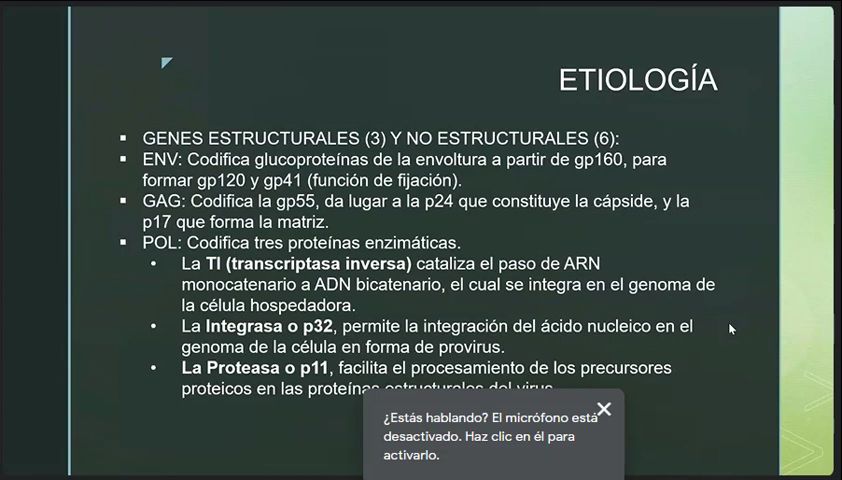 ETIOLOGÍA
GENES ESTRUCTURALES (3) Y NO ESTRUCTURALES (6):
ENV: Codifica glucoproteínas de la envoltura a partir de gp160, para
formar gp120 y gp41 (función de fijación).
GAG: Codifica la gp55, da lugar a la p24 que constituye la cápside, y la
p17 que forma la matriz.
POL: Codifica tres proteínas enzimáticas.
La TI (transcriptasa inversa) cataliza el paso de ARN
monocatenario a ADN bicatenario, el cual se integra en el genoma de
la célula hospedadora.
La Integrasa o p32, permite la integración del ácido nucleico en el
genoma de la célula en forma de provirus.
La Proteasa o p11, facilita el procesamiento de los precursores
proteicos en las proteínas estructurales del virus
¿Estás hablando? El micrófono está
desactivado. Haz clic en él para
activarlo.